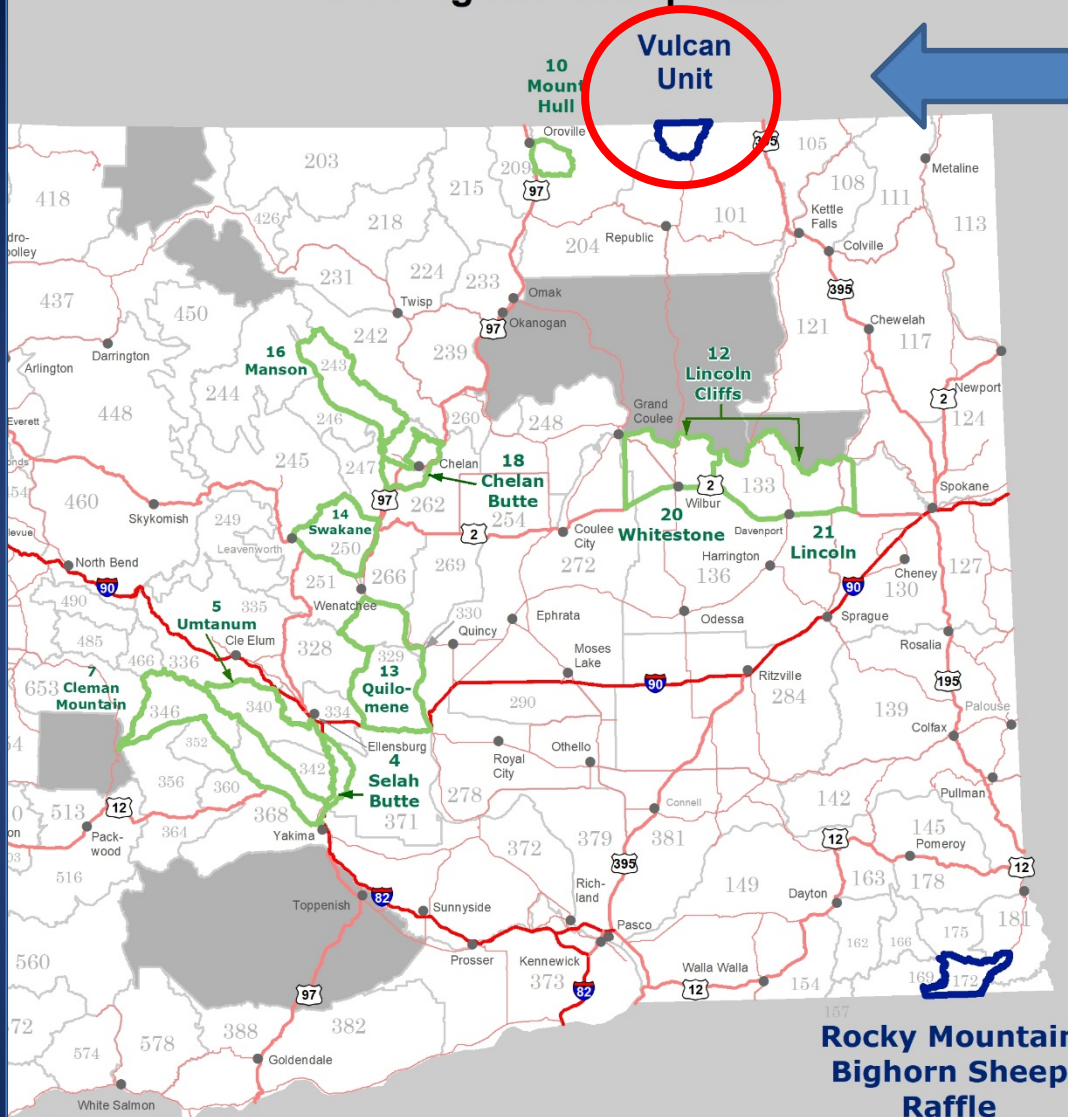 Vulcan
Unit
10
Mount
Hull
Oroville
203
209
215
97
395
105
108
111
Metaline
113
418
426
218
101
Kettle
Falls
Colville
204
Republic
231
224
233
437
450
Twisp
Omak
Okanogan
97
242
239
395
121
Chewelah
117
Darrington
Arlington
16
Manson
243
12
Lincoln
Cliffs
2
Newport
244
246
260
248
Grand
Coulee
124
448
Everett
245
247
Chelan
18
Chelan
Butte
Wilbur
2
133
Spokane
460
Skykomish
97
262
254
2
Coulee
City
20
Whitestone
Davenport
21
Lincoln
249
14
Swakane
250
Leavenworth
Harrington
North Bend
90
251
266
269
272
136
90
Cheney
130
127
490
335
Wenatchee
330
Ephrata
Odessa
Sprague
5
Umtanum
Cle Elum
485
328
329
Quincy
Rosalia
466
336
Moses
Lake
Ritzville
7
Cleman
Mountain
653
13
Quilo-
mene
90
195
346
340
334
290
284
139
Palouse
Ellensburg
Colfax
352
Othello
Royal
City
4
Selah
Butte
342
356
360
278
142
Pullman
513
12
368
371
Connell
Pack-
wood
364
Yakima
379
381
12
145
Pomeroy
372
395
12
516
149
163
178
82
Rich-
land
Dayton
Toppenish
Sunnyside
Pasco
175
181
560
Prosser
Kennewick
162
166
373
Walla Walla
169
172
97
82
12
154
157
388
382
574
578
Goldendale
White Salmon
Rocky Mountain
Bighorn Sheep
Raffle